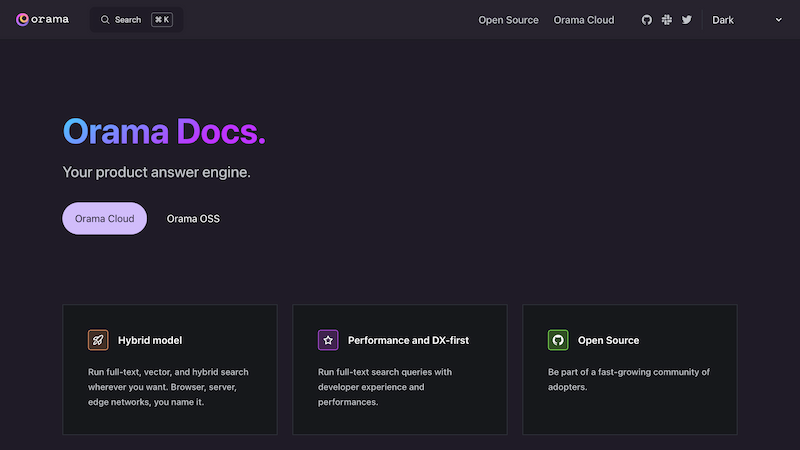 orama
Search
⌘ K
Open Source
Orama Cloud
Dark
Orama Docs.
Your product answer engine.
Orama Cloud
Orama OSS
Hybrid model
Run full-text, vector, and hybrid search
wherever you want. Browser, server,
edge networks, you name it.
Performance and DX-first
Run full-text search queries with
developer experience and
performances.
Open Source
Be part of a fast-growing community of
adopters.